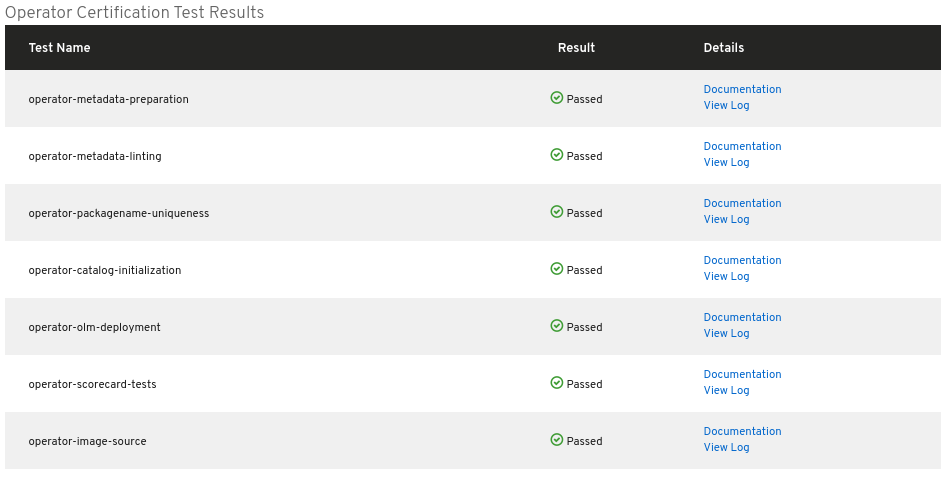 Operator Certification Test Results
Test Name Result Details
operator-metadata-preparation Passed Documentation
View Log
operator-metadata-linting Passed Documentation
View Log
operator-packagename-uniqueness Passed Documentation
View Log
operator-catalog-initialization Passed Documentation
View Log
operator-olm-deployment Passed Documentation
View Log
operator-scorecard-tests Passed Documentation
View Log
operator-image-source Passed Documentation
View Log